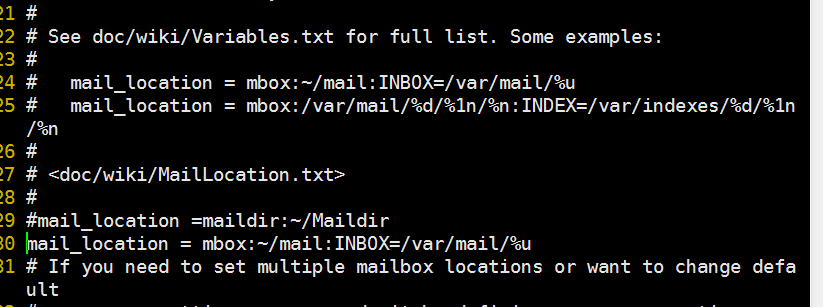 21 #
22 # See doc/wiki/Variables.txt for full list. Some examples:
23 #
24 #   mail_location = mbox:~/mail:INBOX=/var/mail/%u
25 #   mail_location = mbox:/var/mail/%d/%1n/%n:INDEX=/var/indexes/%d/%1n
/%n
26 #
27 # <doc/wiki/MailLocation.txt>
28 #
29 #mail_location =maildir:~/Maildir
30 mail_location = mbox:~/mail:INBOX=/var/mail/%u
31 # If you need to set multiple mailbox locations or want to change defa
ult